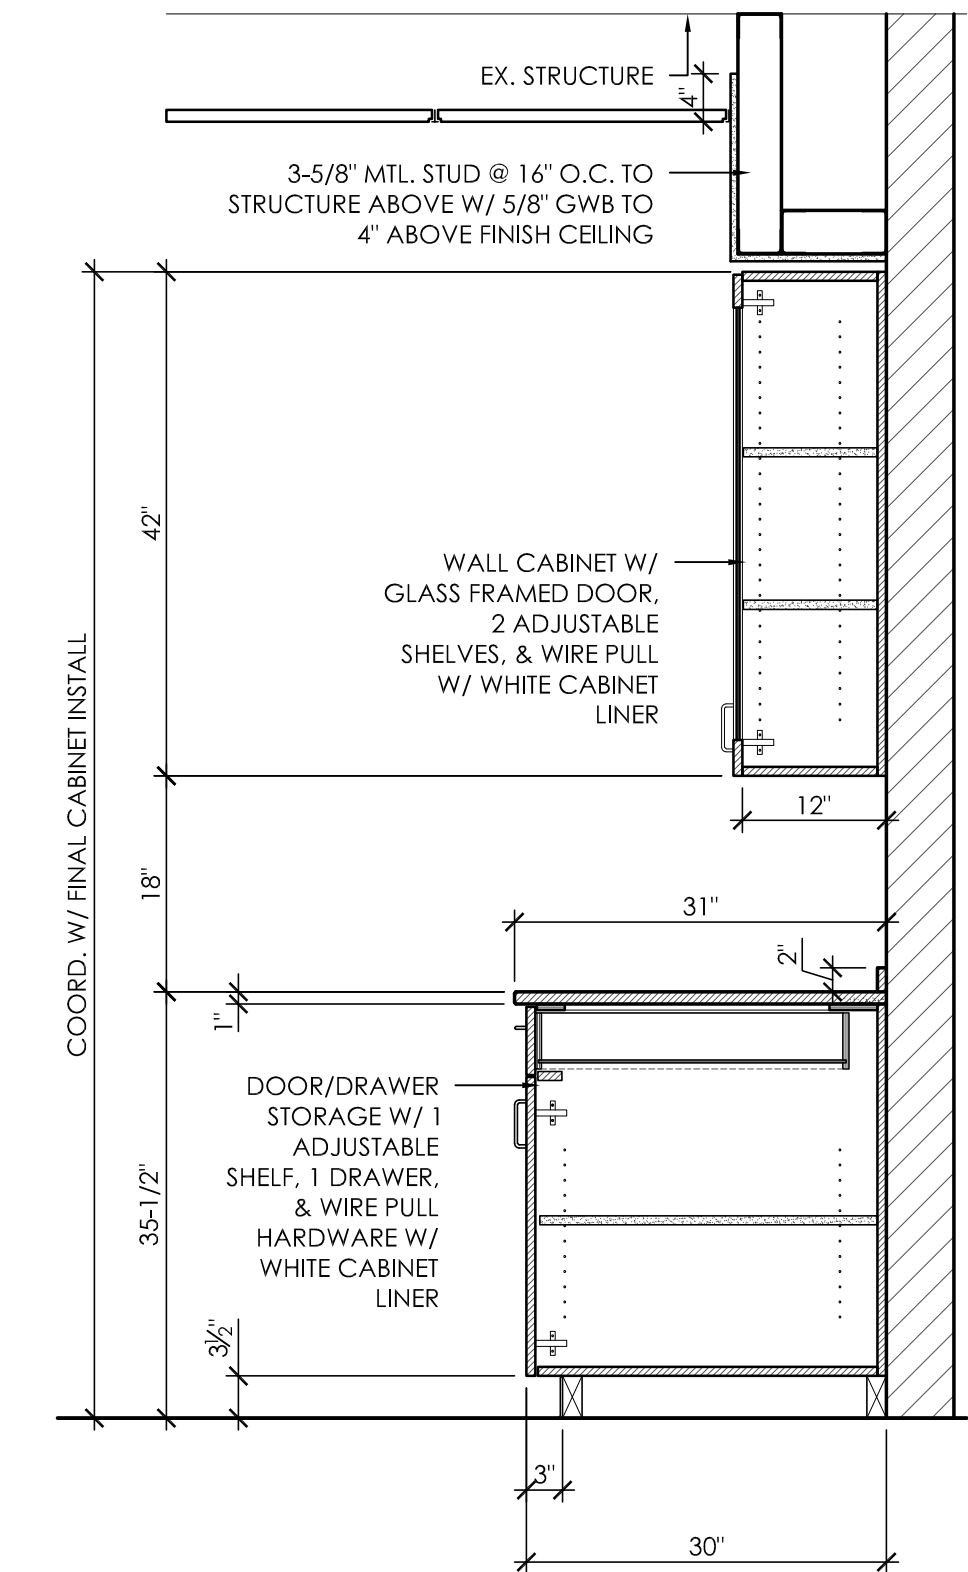 EX. STRUCTURE
4"
3-5/8" MTL. STUD @ 16" O.C. TO
STRUCTURE ABOVE W/ 5/8" GWB TO
4" ABOVE FINISH CEILING
42"
WALL CABINET W/
GLASS FRAMED DOOR,
2 ADJUSTABLE
SHELVES, & WIRE PULL
W/ WHITE CABINET
LINER
COORD. W/ FINAL CABINET INSTALL
12"
18"
31"
2"
1"
DOOR/DRAWER
STORAGE W/ 1
ADJUSTABLE
SHELF, 1 DRAWER,
& WIRE PULL
HARDWARE W/
WHITE CABINET
LINER
35-1/2"
3½"
3"
30"